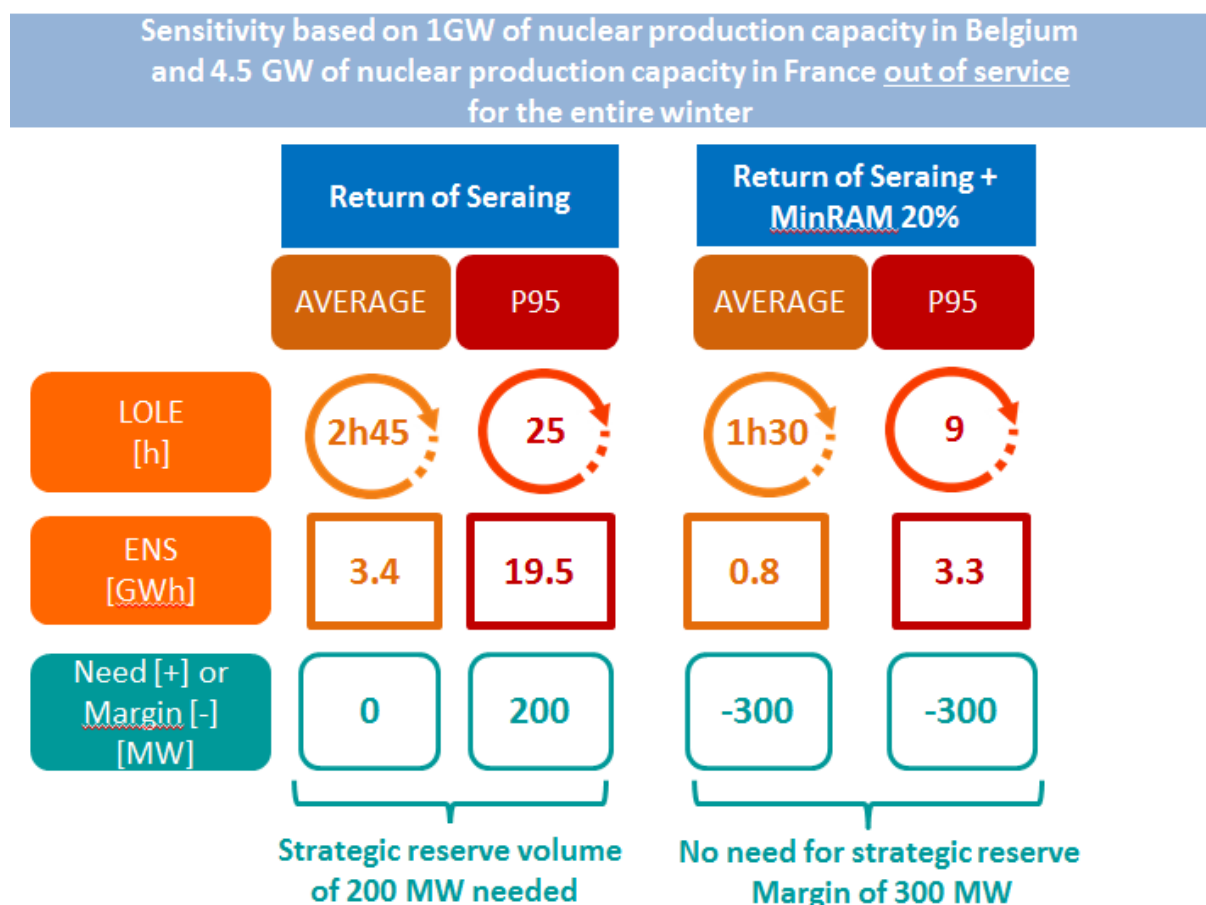 Sensitivity based on 1GW of nuclear production capacity in Belgium
and 4.5 GW of nuclear production capacity in France out of service
for the entire winter
Return of Seraing
Return of Seraing +
MinRAM 20%
AVERAGE
P95
AVERAGE
P95
LOLE
[h]
2h45
25
1h30
9
ENS
[GWh]
3.4
19.5
0.8
3.3
Need [+] or
Margin [-]
[MW]
0
200
-300
-300
Strategic reserve volume
of 200 MW needed
No need for strategic reserve
Margin of 300 MW